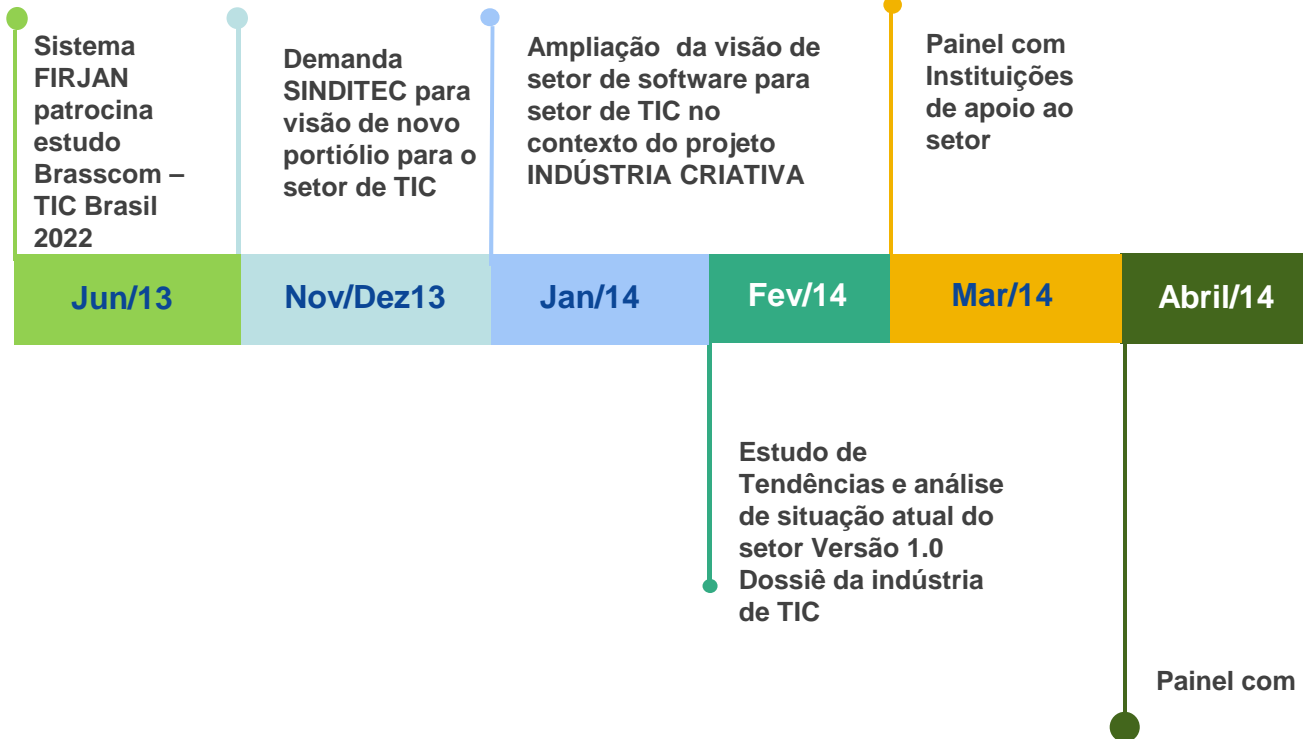 Sistema
FIRJAN
patrocina
estudo
Brasscom –
TIC Brasil
2022
Demanda
SINDITEC para
visão de novo
portiólio para o
setor de TIC
Ampliação da visão de
setor de software para
setor de TIC no
contexto do projeto
INDÚSTRIA CRIATIVA
Painel com
Instituições
de apoio ao
setor
Jun/13
Nov/Dez13
Jan/14
Fev/14
Mar/14
Abril/14
Estudo de
Tendências e análise
de situação atual do
setor Versão 1.0
Dossiê da indústria
de TIC
Painel com